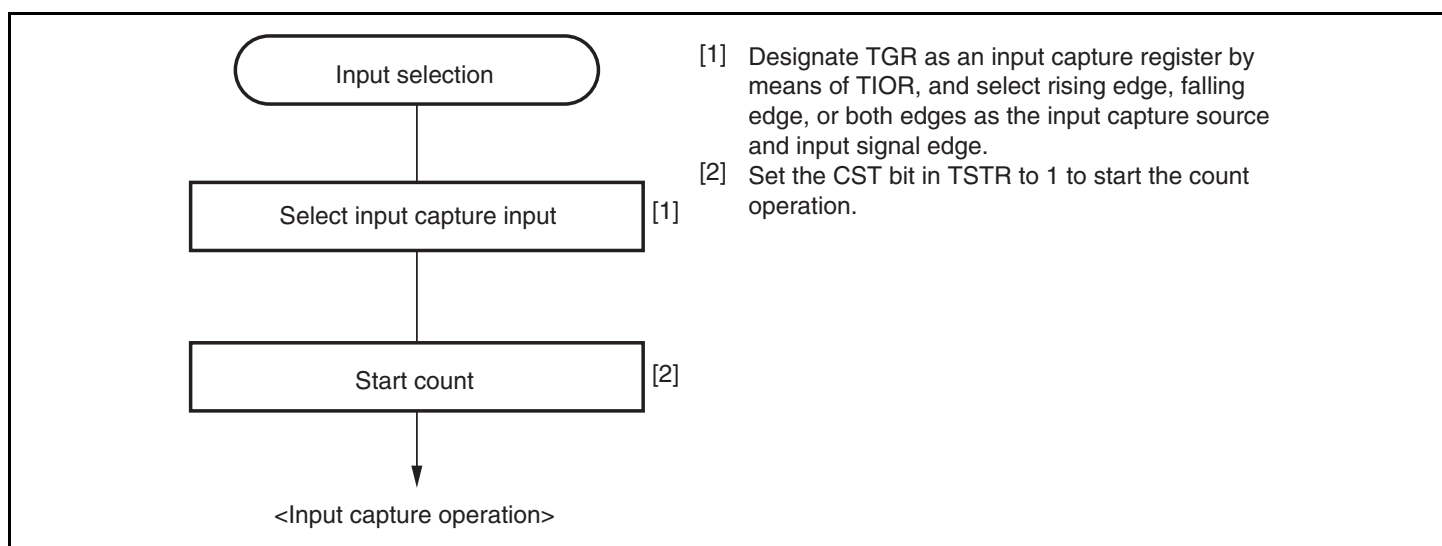 Input selection
Select input capture input
[1]
Start count
[2]
<Input capture operation>
[1] Designate TGR as an input capture register by
means of TIOR, and select rising edge, falling
edge, or both edges as the input capture source
and input signal edge.
[2] Set the CST bit in TSTR to 1 to start the count
operation.